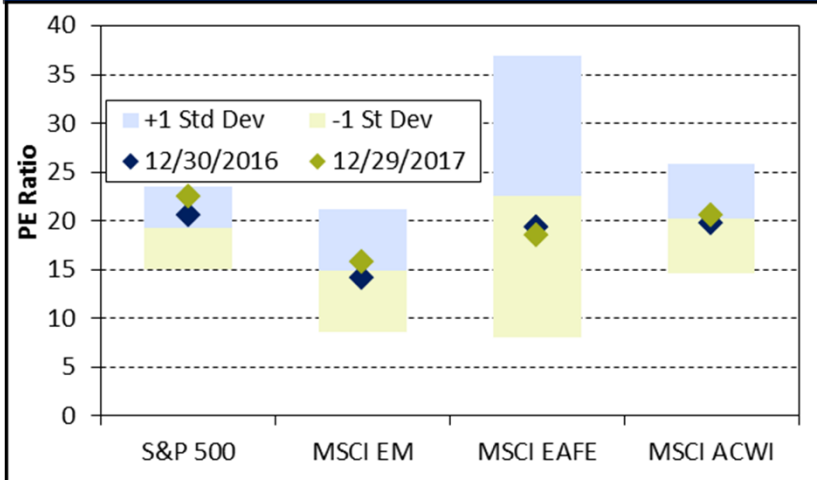 40
35
30
25
20
15
10
5
0
PE Ratio
+1 Std Dev
-1 St Dev
12/30/2016
12/29/2017
S&P 500
MSCI EM
MSCI EAFE
MSCI ACWI